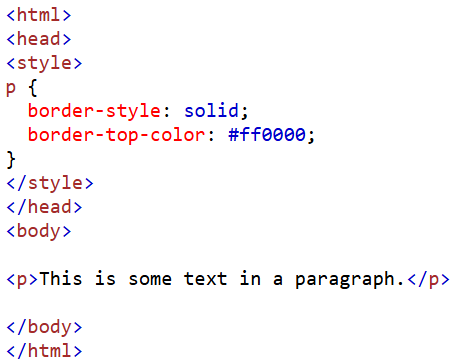 <html>
<head>
<style>
p {
  border-style: solid;
  border-top-color: #ff0000;
}
</style>
</head>
<body>

<p>This is some text in a paragraph.</p>

</body>
</html>